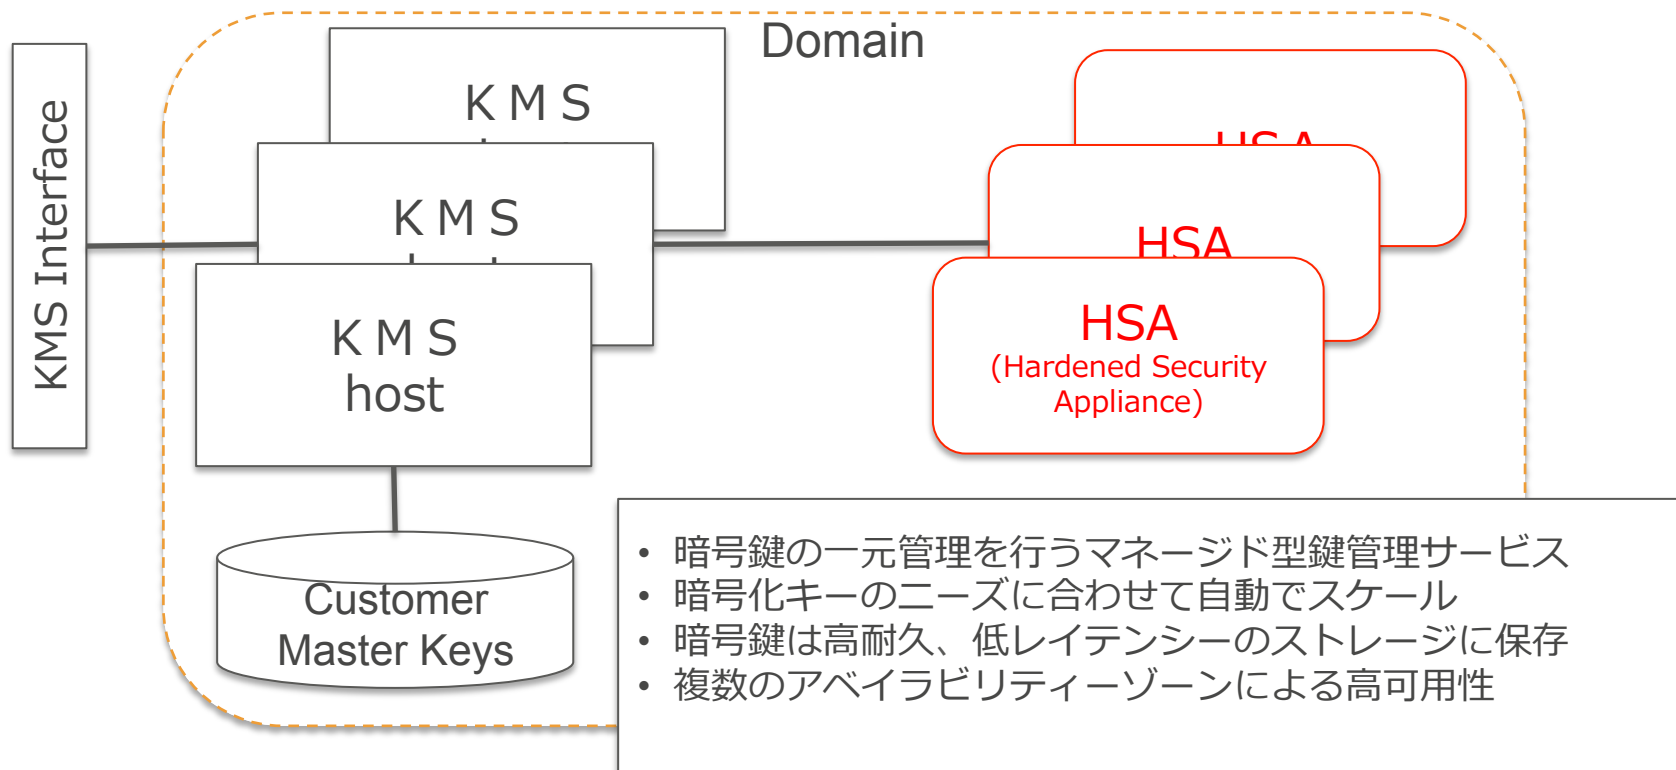 Domain
KMS Interface
K M S
K M S
K M S
host
HSA
HSA
(Hardened Security
Appliance)
Customer
Master Keys
• 暗号鍵の一元管理を行うマネージド型鍵管理サービス
• 暗号化キーのニーズに合わせて自動でスケール
• 暗号鍵は高耐久、低レイテンシーのストレージに保存
• 複数のアベイラビリティーゾーンによる高可用性